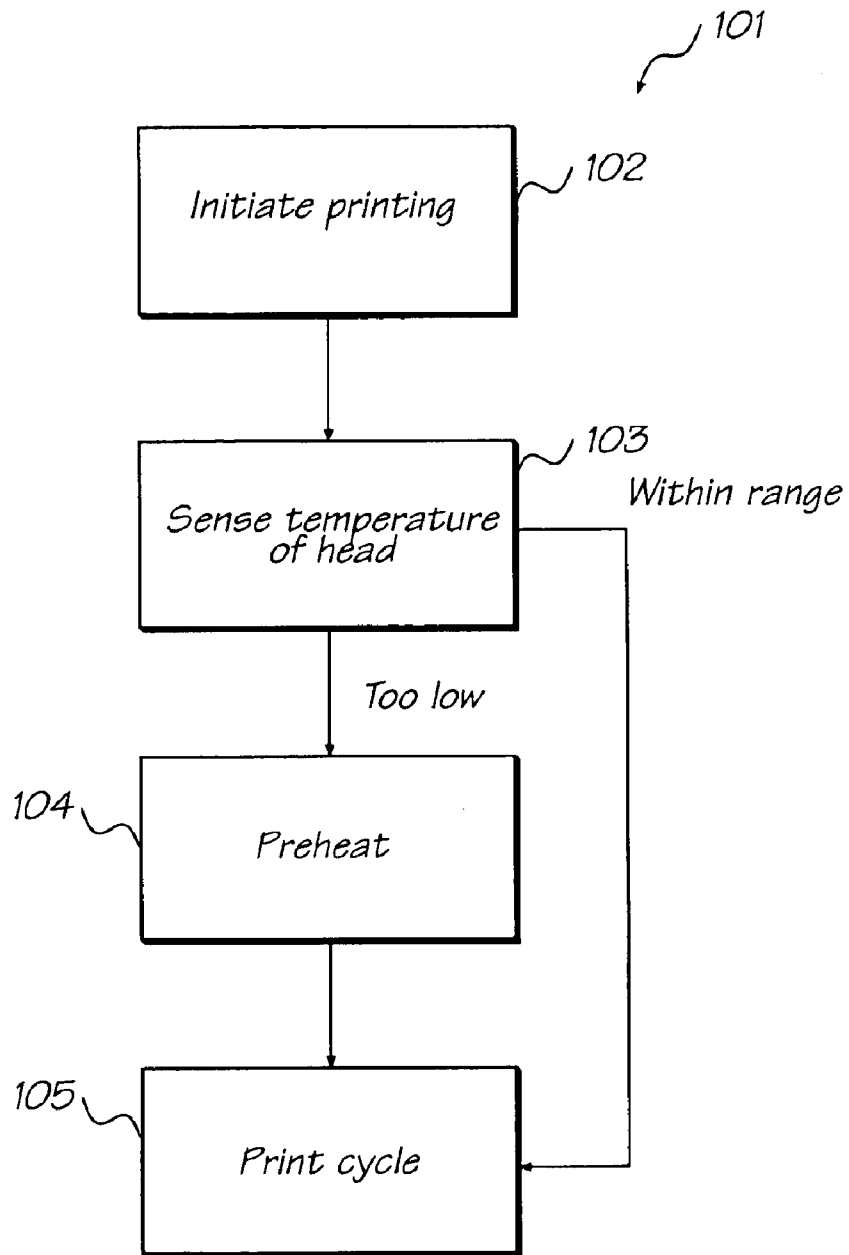 101
Initiate printing
102
103
Within range
Sense temperature
of head
Too low
104
Preheat
105
Print cycle